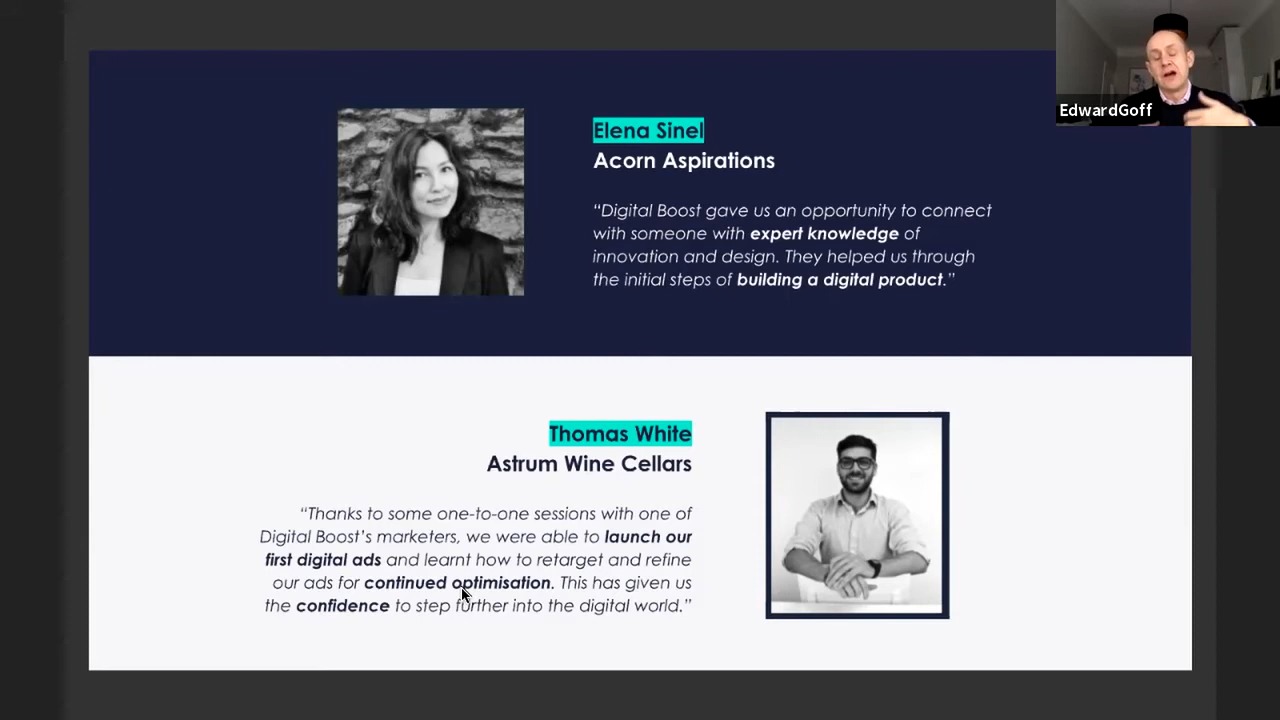 EdwardGoff
Elena Sinel
Acorn Aspirations
“Digital Boost gave us an opportunity to connect
with someone with expert knowledge of
innovation and design. They helped us through
the initial steps of building a digital product.”
Thomas White
Astrum Wine Cellars
“Thanks to some one-to-one sessions with one of
Digital Boost’s marketers, we were able to launch our
first digital ads and learnt how to retarget and refine
our ads for continued optimisation. This has given us
the confidence to step further into the digital world.”